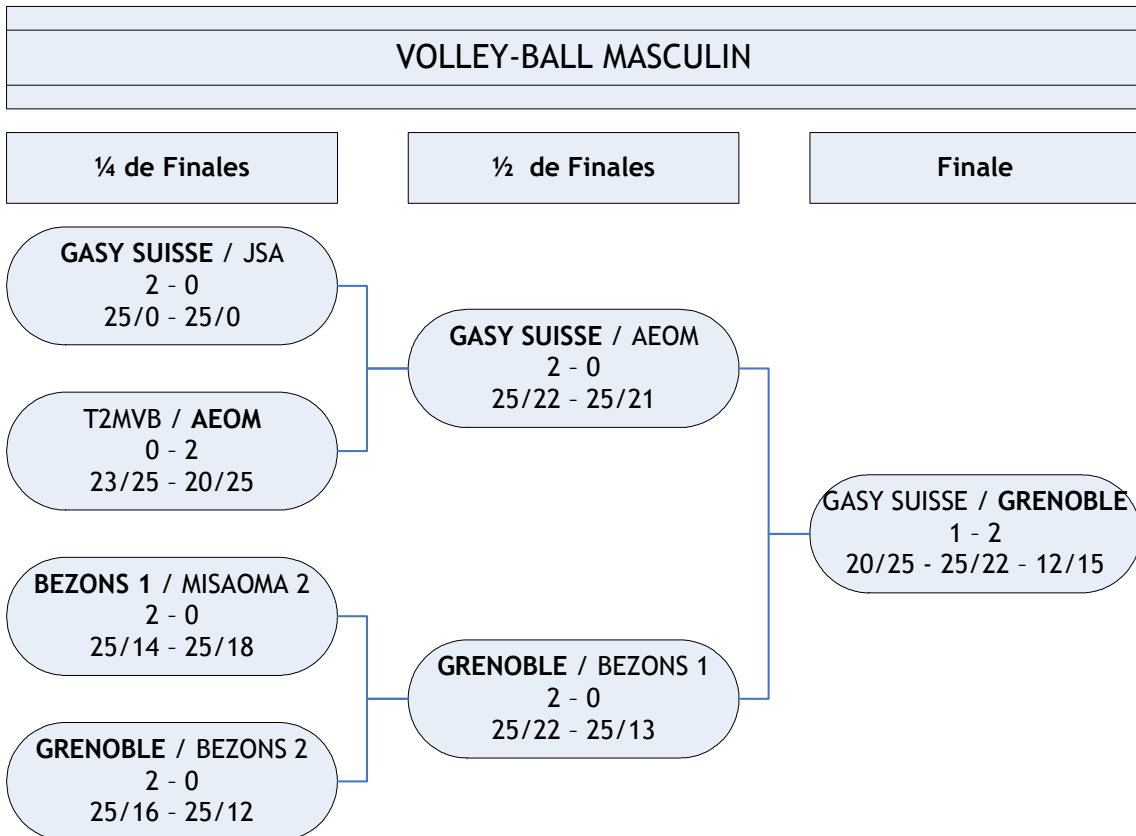 VOLLEY-BALL MASCULIN
¼ de Finales
½ de Finales
Finale
GASY SUISSE / JSA
2 - 0
25/0 - 25/0
T2MVB / AEOM
0 - 2
23/25 - 20/25
BEZONS 1 / MISAOMA 2
2 - 0
25/14 - 25/18
GRENOBLE / BEZONS 2
2 - 0
25/16 - 25/12
GASY SUISSE / AEOM
2 - 0
25/22 - 25/21
GRENOBLE / BEZONS 1
2 - 0
25/22 - 25/13
GASY SUISSE / GRENOBLE
1 - 2
20/25 - 25/22 - 12/15